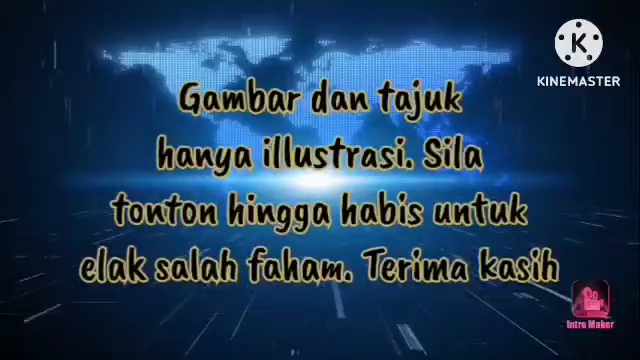 KINEMASTER
Gambar dan tajuk
hanya illustrasi. Sila
tonton hingga habis untuk
elak salah faham. Terima kasih
Intro Maker